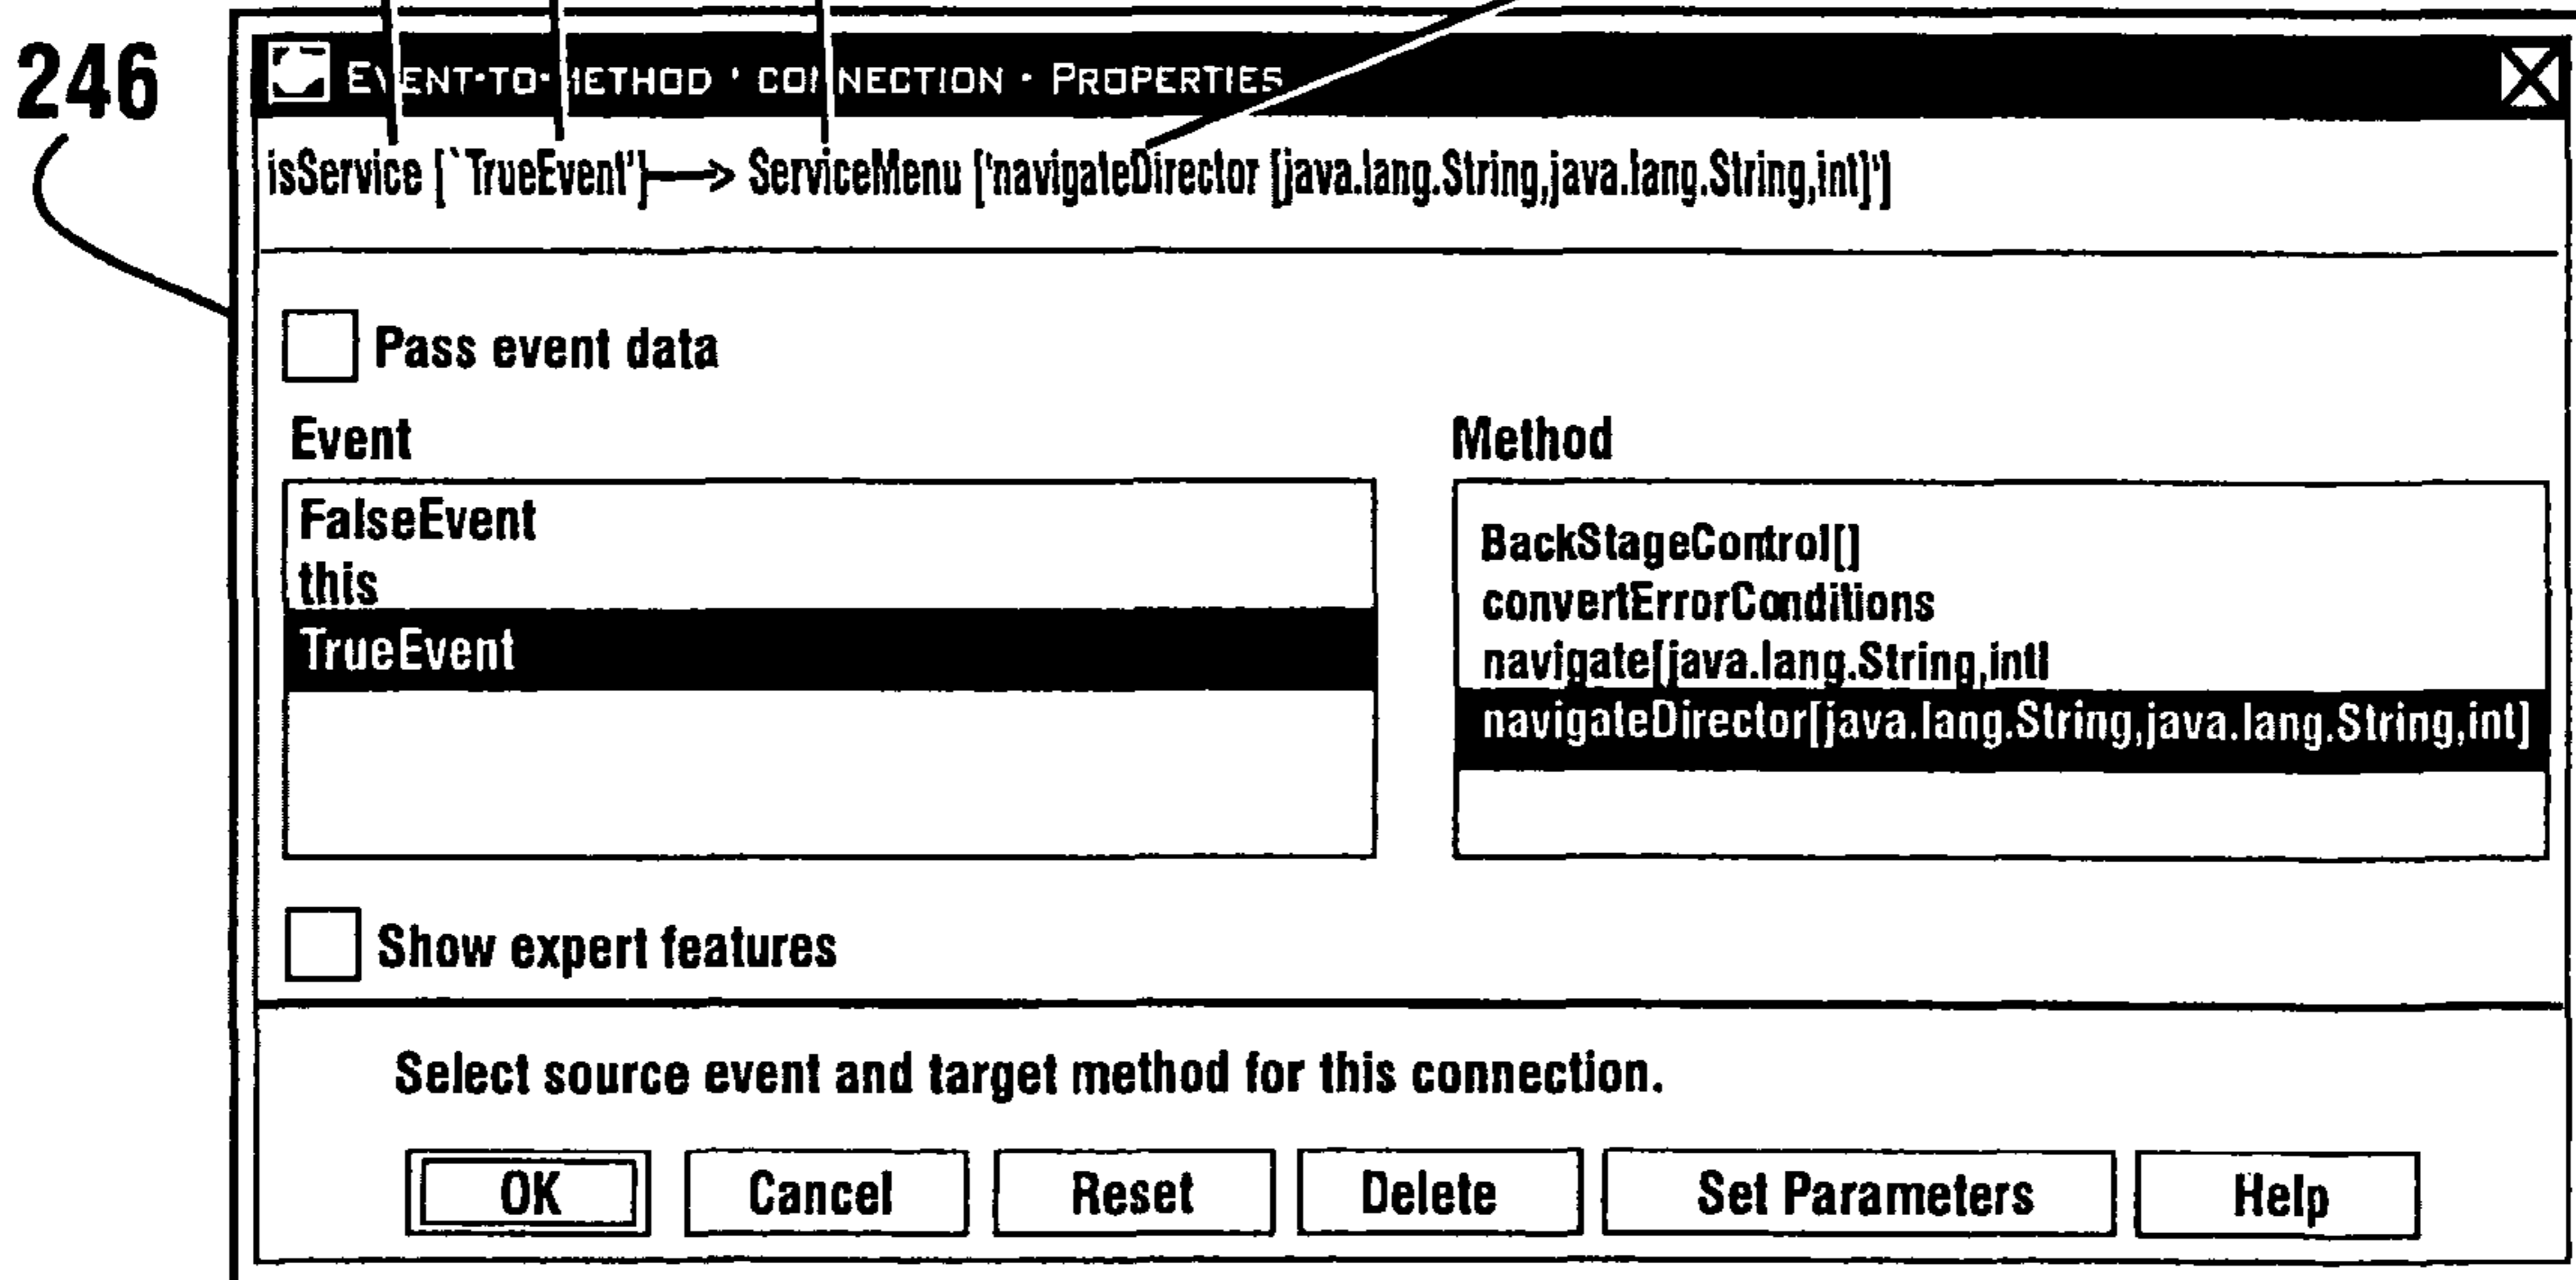 246
EVENT-TO-METHOD · CONNECTION · PROPERTIES
isService [`TrueEvent']—> ServiceMenu ['navigateDirector [java.lang.String,java.lang.String,int]']
Pass event data
Event
Method
FalseEvent
this
TrueEvent
BackStageControl[]
convertErrorConditions
navigate[java.lang.String,int]
navigateDirector[java.lang.String,java.lang.String,int]
Show expert features
Select source event and target method for this connection.
OK Cancel Reset Delete Set Parameters Help